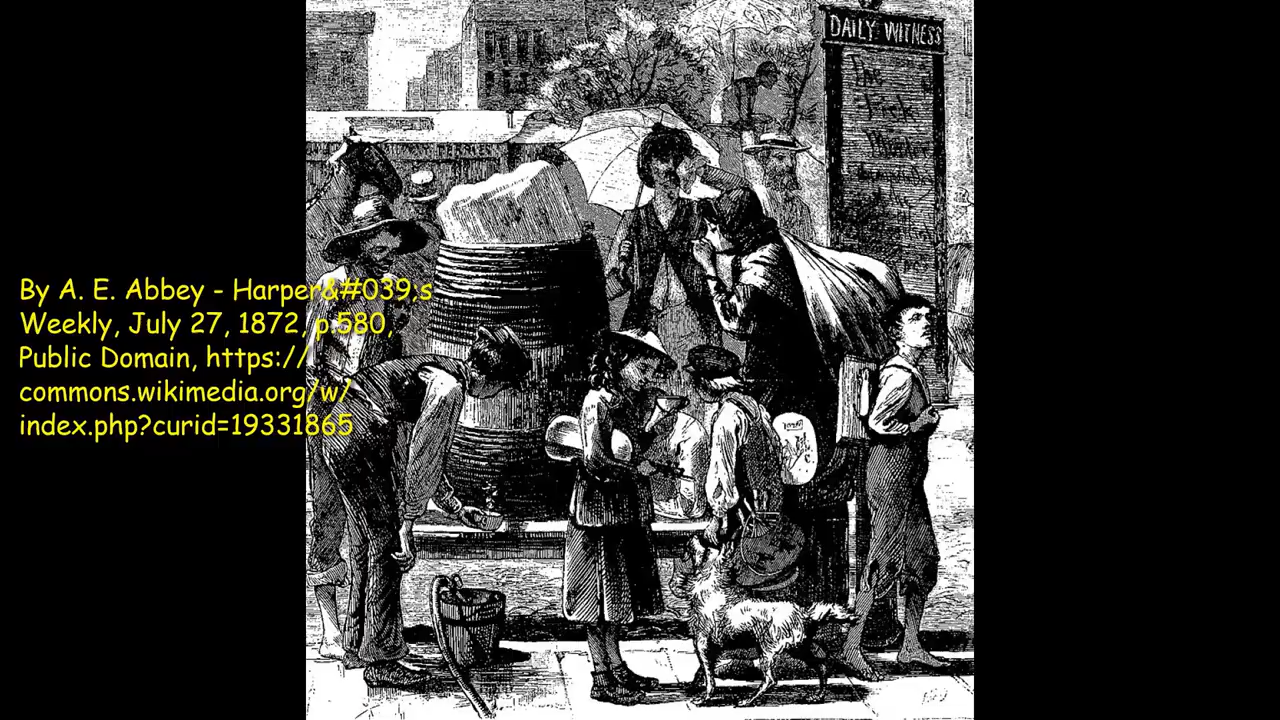 By A. E. Abbey - Harper&#039,s
Weekly, July 27, 1872, p.580,
Public Domain, https://
commons.wikimedia.org/w/
index.php?curid=19331865
DAILY WITNESS